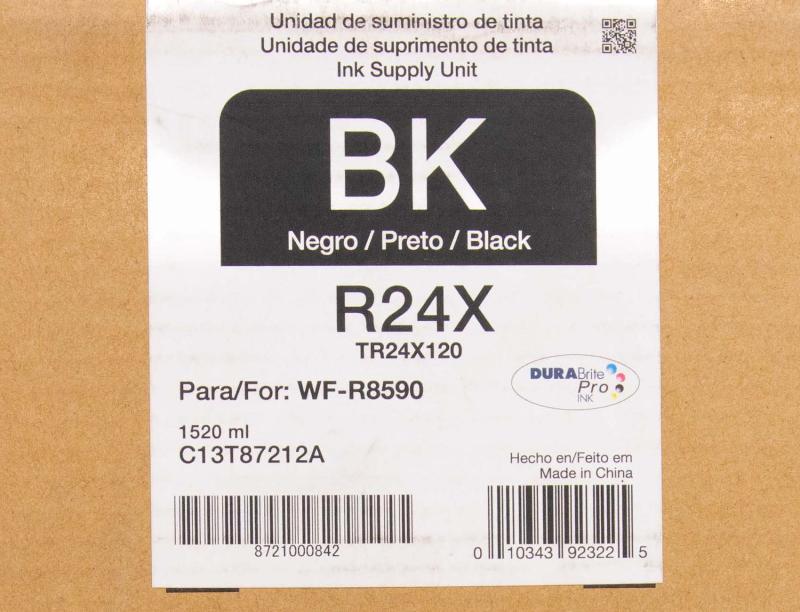 Unidad de suministro de tinta
Unidade de suprimento de tinta
Ink Supply Unit
BK
Negro / Preto / Black
R24X
TR24X120
Para/For: WF-R8590
DURABrite
Pro
INK
1520 ml
C13T87212A
Hecho en/Feito em
Made in China
8721000842
0 10343 92322 5